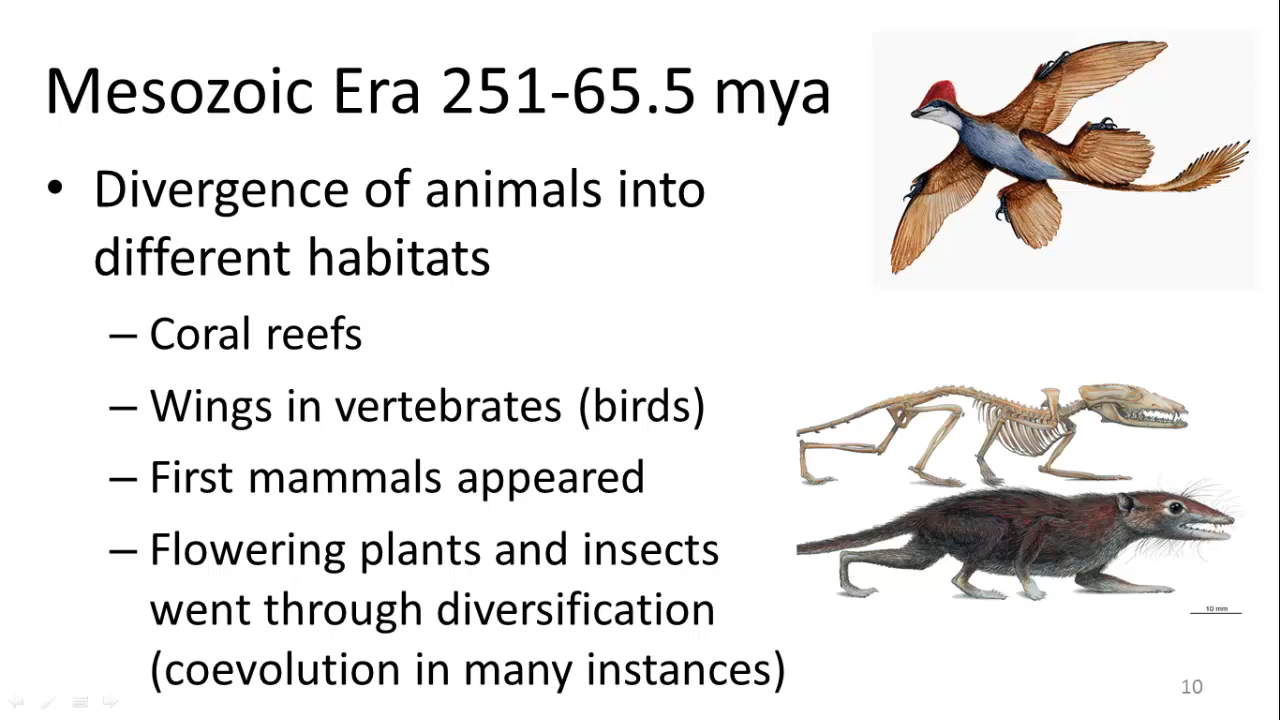 Mesozoic Era 251-65.5 mya
• Divergence of animals into
different habitats
– Coral reefs
– Wings in vertebrates (birds)
– First mammals appeared
– Flowering plants and insects
went through diversification
(coevolution in many instances)
10 mm
10